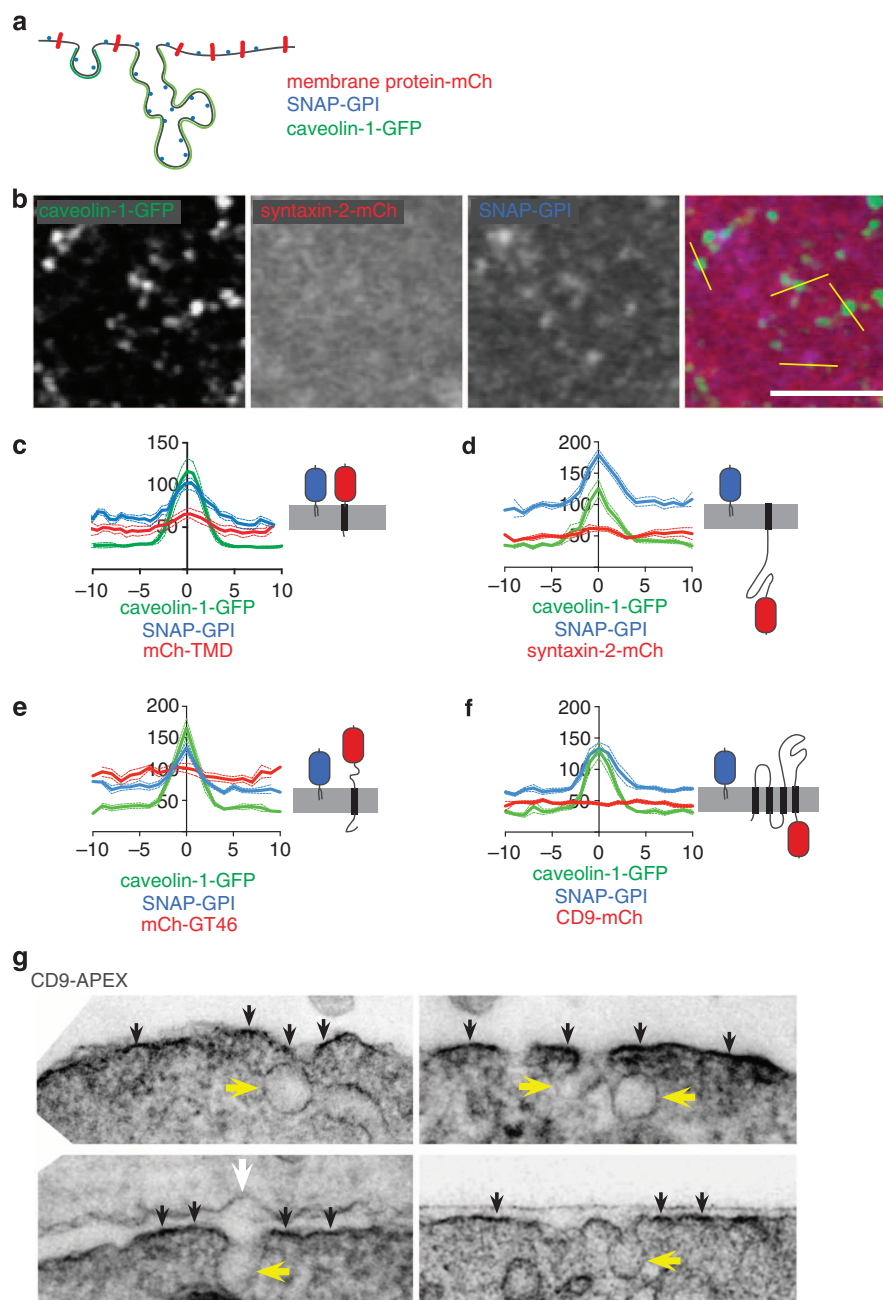 a
membrane protein-mCh
SNAP-GPI
caveolin-1-GFP
b
caveolin-1-GFP
syntaxin-2-mCh
SNAP-GPI
c
150
100
50
−10 −5 0 5 10
caveolin-1-GFP
SNAP-GPI
mCh-TMD
d
200
150
100
50
−10 −5 0 5 10
caveolin-1-GFP
SNAP-GPI
syntaxin-2-mCh
e
200
150
100
50
−10 −5 0 5 10
caveolin-1-GFP
SNAP-GPI
mCh-GT46
f
200
150
100
50
−10 −5 0 5 10
caveolin-1-GFP
SNAP-GPI
CD9-mCh
g
CD9-APEX